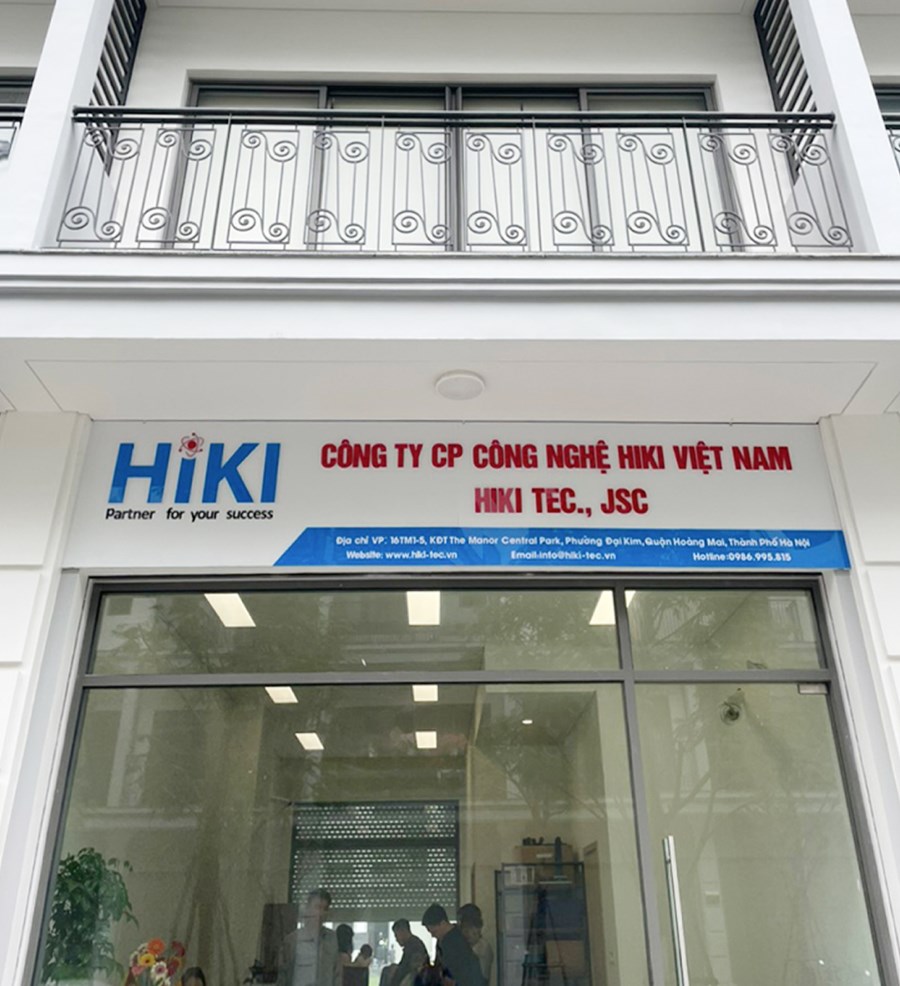 HiKI
Partner for your success
CÔNG TY CP CÔNG NGHỆ HIKI VIỆT NAM
HIKI TEC., JSC
Địa chỉ VP: 16TM1-5, KĐT The Manor Central Park, Phường Đại Kim, Quận Hoàng Mai, Thành Phố Hà Nội
Website: www.hiki-tec.vn Email:info@hiki-tec.vn Hotline:0986.995.815